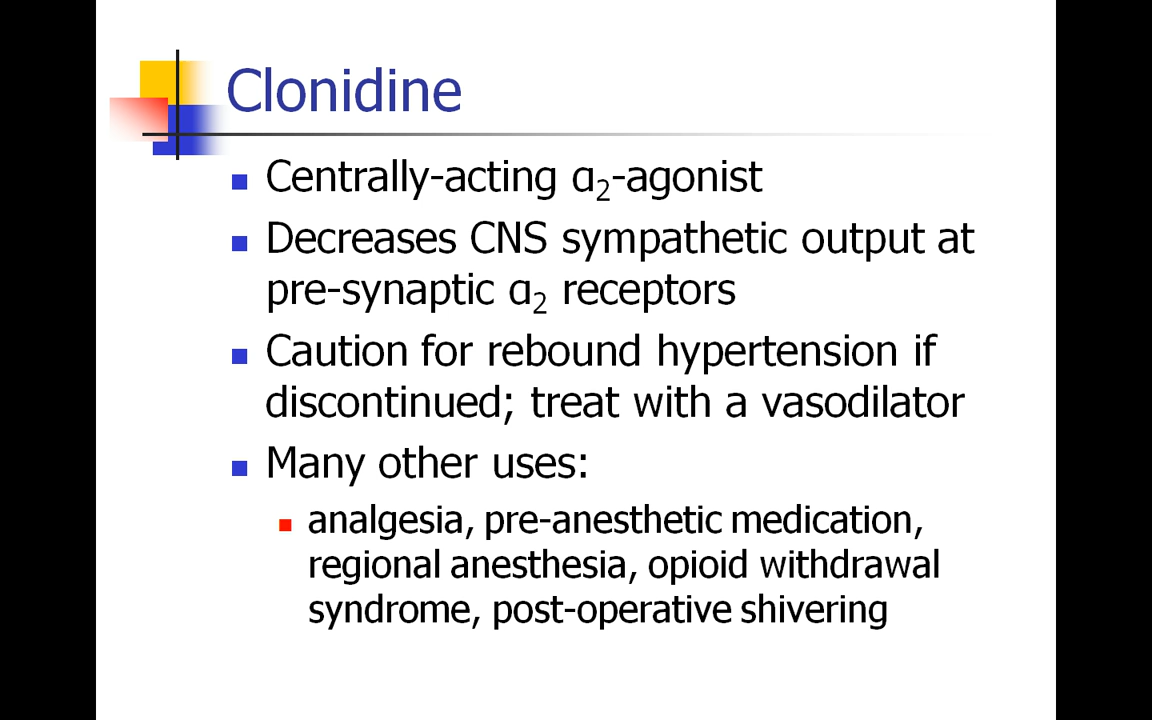 Clonidine
Centrally-acting α₂-agonist
Decreases CNS sympathetic output at
pre-synaptic α₂ receptors
Caution for rebound hypertension if
discontinued; treat with a vasodilator
Many other uses:
analgesia, pre-anesthetic medication,
regional anesthesia, opioid withdrawal
syndrome, post-operative shivering